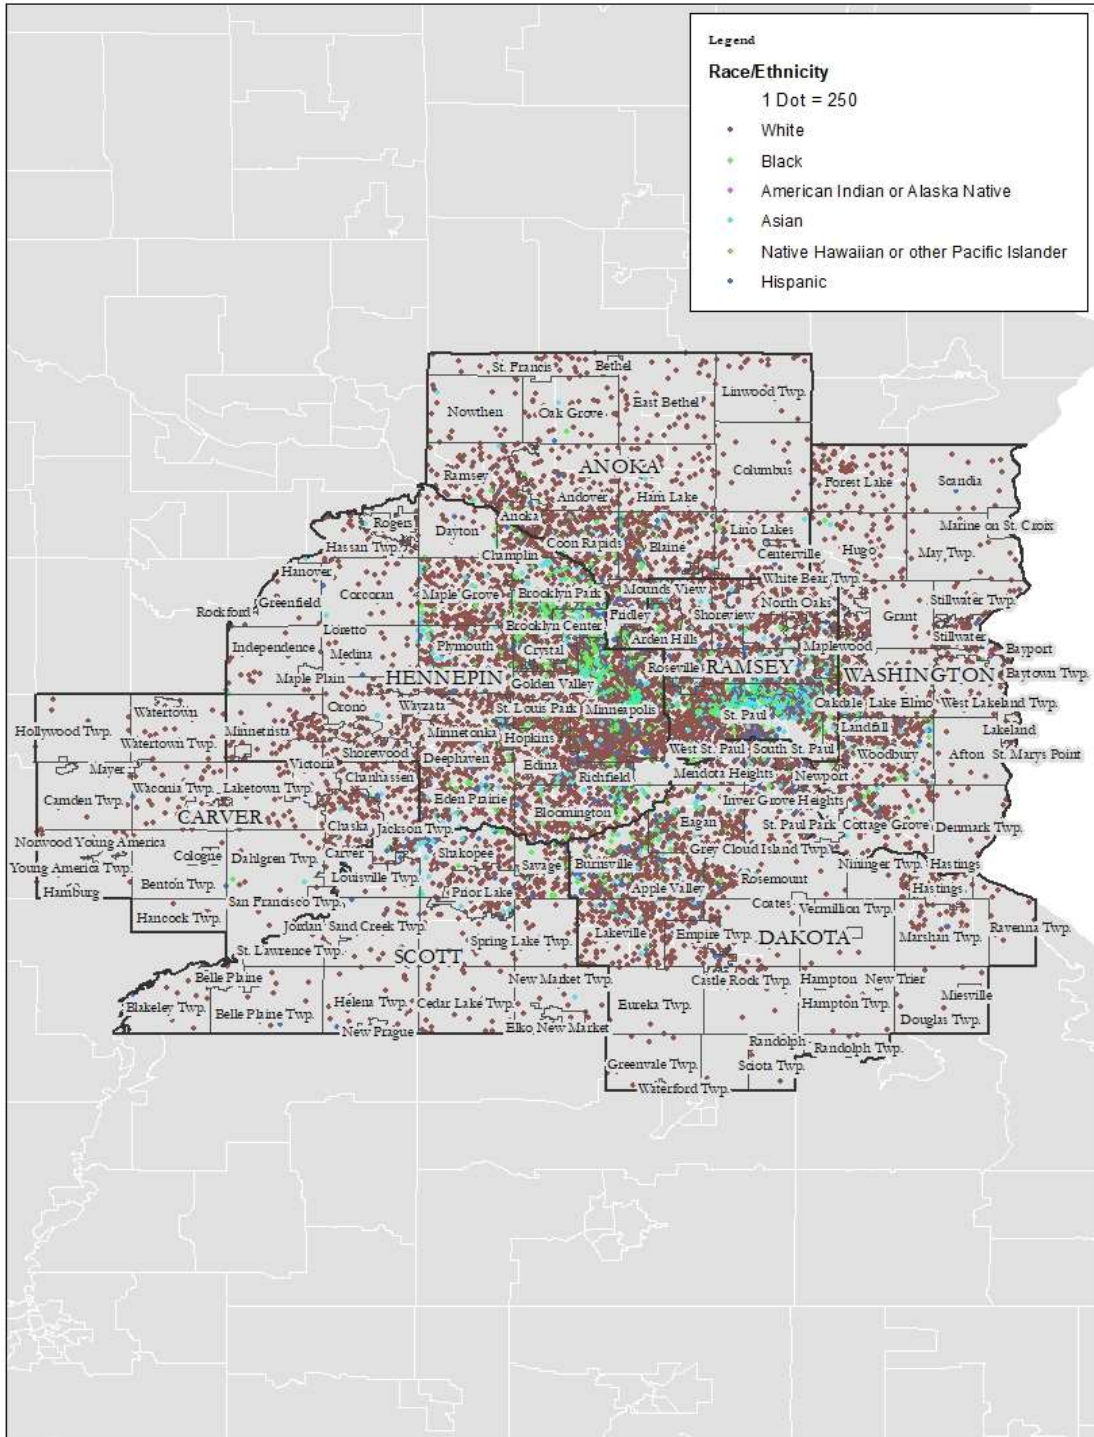 Legend
Race/Ethnicity
1 Dot = 250
White
Black
American Indian or Alaska Native
Asian
Native Hawaiian or other Pacific Islander
Hispanic
St. Francis
Bethel
Nowthen
Oak Grove
East Bethel
Linwood Twp.
Ramsey
ANOKA
Columbus
Forest Lake
Scandia
Andover
Ham Lake
Rogers
Dayton
Anoka
Lino Lakes
Marine on St. Croix
Hassan Twp.
Champlin
Coon Rapids
Blaine
Centerville
Hugo
May Twp.
Hanover
White Bear Twp.
Corcoran
Maple Grove
Brooklyn Park
Mounds View
North Oaks
Stillwater Twp.
Rockford
Greenfield
Brooklyn Center
Fridley
Shoreview
Grant
Loretto
Arden Hills
Stillwater
Independence
Medina
Plymouth
Crystal
Maplewood
Bayport
Maple Plain
HENNEPIN
Golden Valley
Roseville
RAMSEY
WASHINGTON
Baytown Twp.
Watertown
Orono
Wayzata
St. Louis Park
Minneapolis
St. Paul
Oakdale
Lake Elmo
West Lakeland Twp.
Hollywood Twp.
Watertown Twp.
Minnetrista
Minnetonka
Hopkins
Landfall
Lakeland
Shorewood
Deephaven
Edina
West St. Paul
South St. Paul
Woodbury
Afton
St. Marys Point
Mayer
Victoria
Chanhassen
Richfield
Mendota Heights
Newport
Camden Twp.
Waconia Twp.
Laketown Twp.
Eden Prairie
Inver Grove Heights
CARVER
Bloomington
Eagan
St. Paul Park
Cottage Grove
Denmark Twp.
Norwood Young America
Chaska
Jackson Twp.
Grey Cloud Island Twp.
Cologne
Dahlgren Twp.
Carver
Shakopee
Savage
Burnsville
Nininger Twp.
Hastings
Young America Twp.
Benton Twp.
Louisville Twp.
Prior Lake
Apple Valley
Rosemount
Hastings
Hamburg
San Francisco Twp.
Coates
Vermillion Twp.
Hancock Twp.
Jordan
Sand Creek Twp.
Lakeville
Empire Twp.
DAKOTA
Marshan Twp.
Ravenna Twp.
St. Lawrence Twp.
SCOTT
Spring Lake Twp.
Belle Plaine
New Market Twp.
Castle Rock Twp.
Hampton
New Trier
Blakeley Twp.
Belle Plaine Twp.
Helena Twp.
Cedar Lake Twp.
Eureka Twp.
Hampton Twp.
Miesville
New Prague
Elko New Market
Douglas Twp.
Randolph
Randolph Twp.
Greenvale Twp.
Sciota Twp.
Waterford Twp.